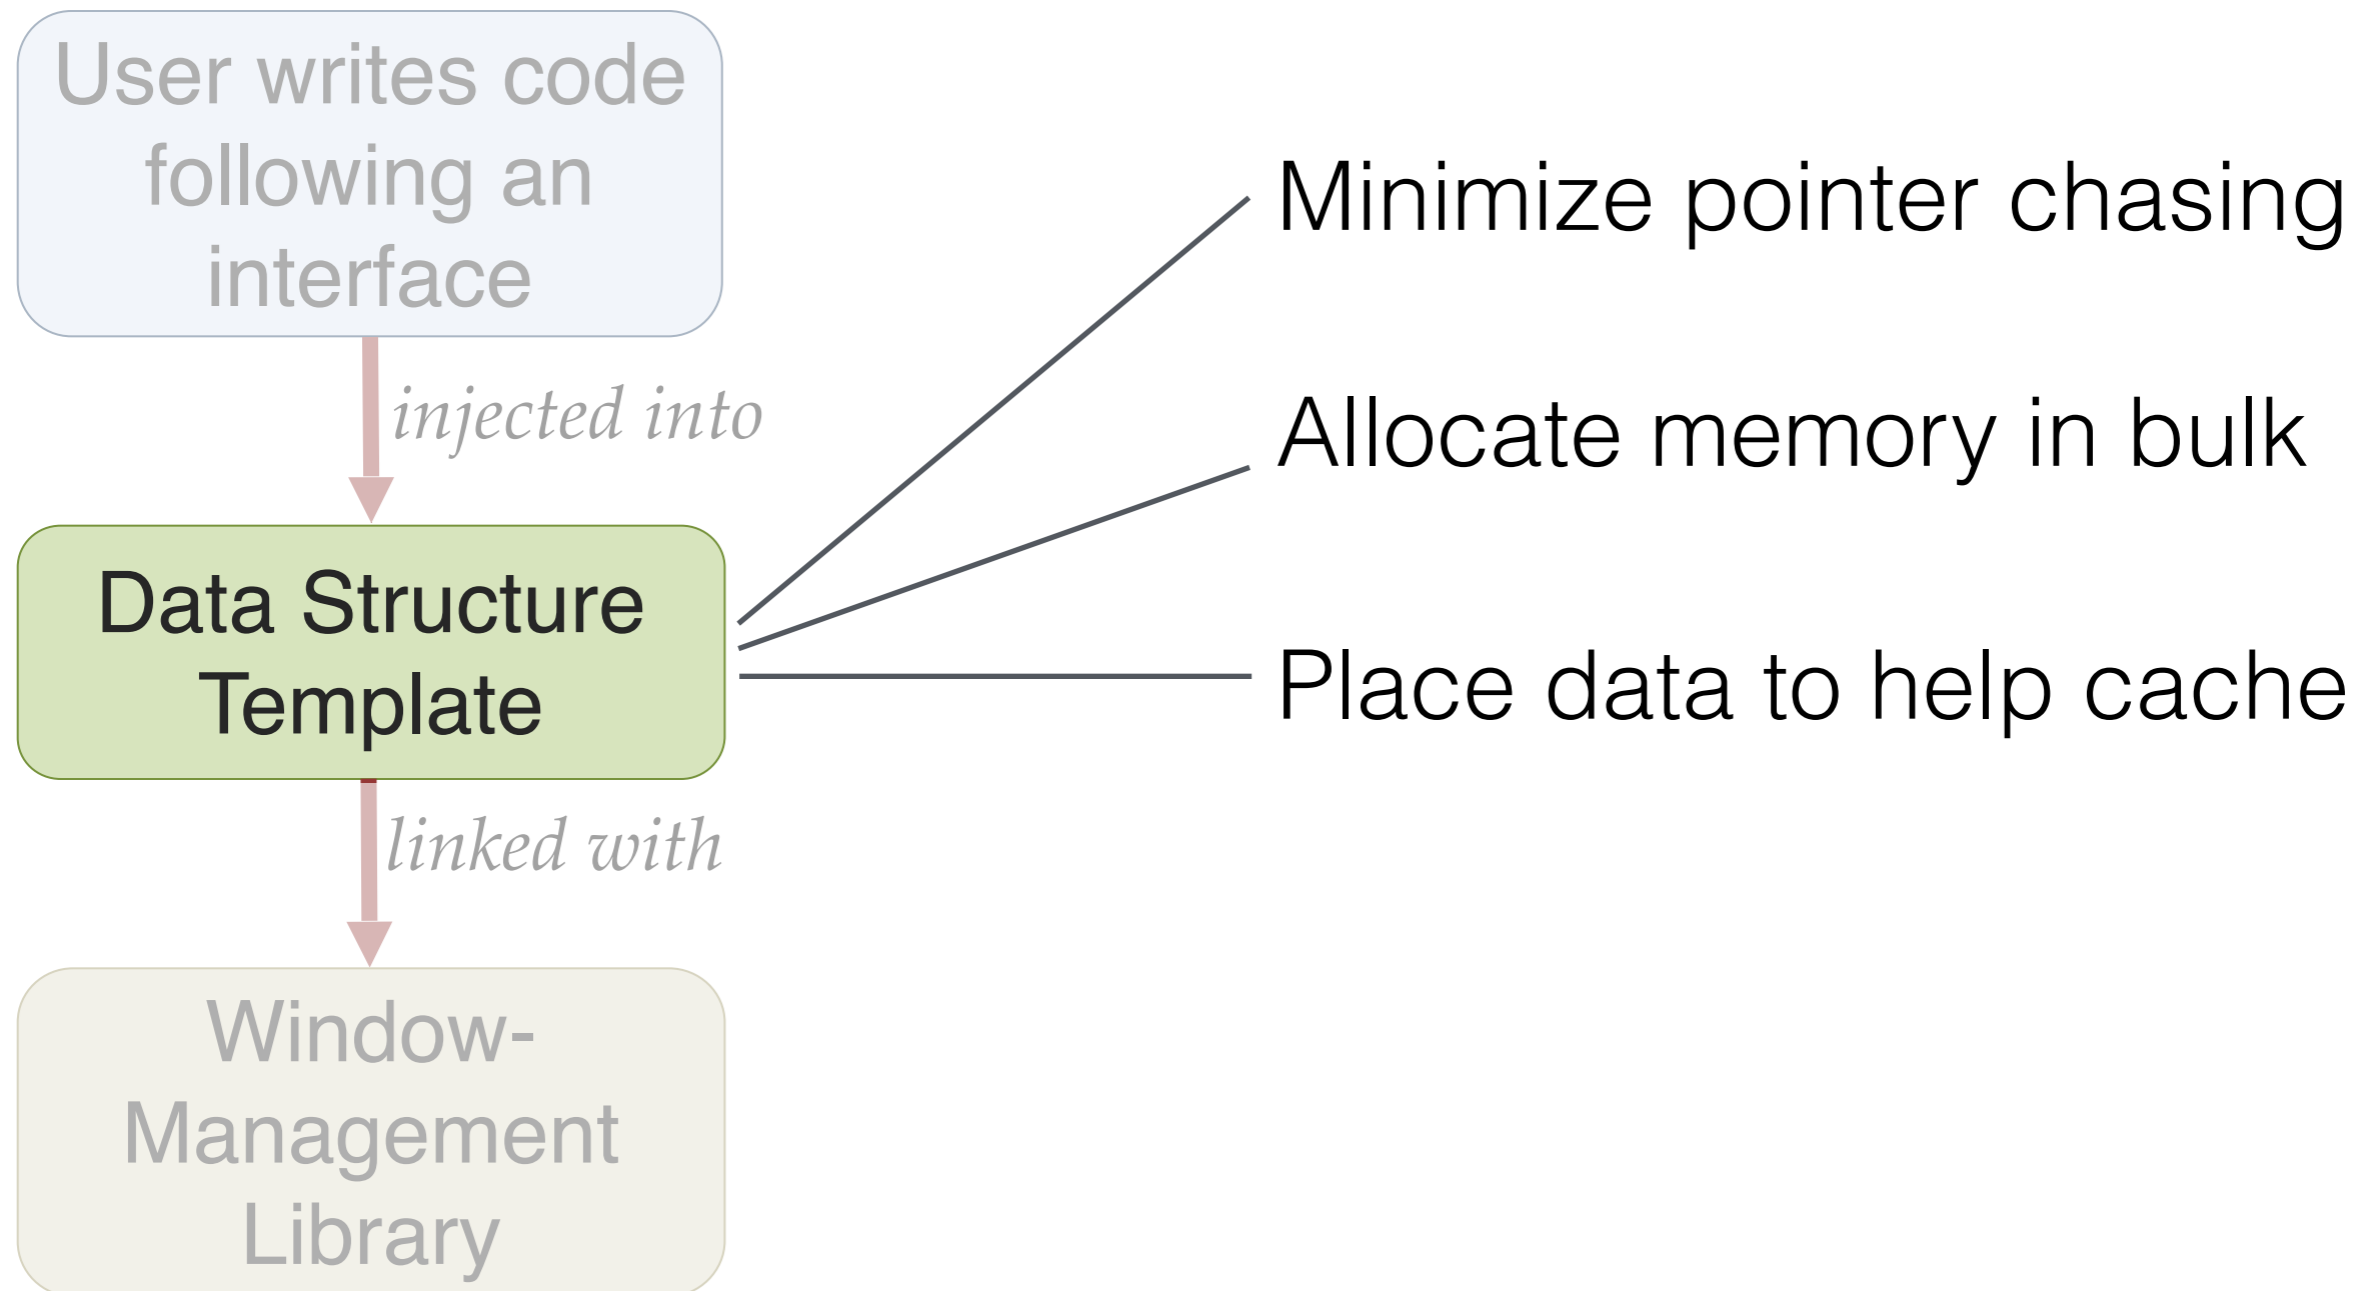 User writes code
following an
interface
injected into
Data Structure
Template
linked with
Window-
Management
Library
Minimize pointer chasing
Allocate memory in bulk
Place data to help cache